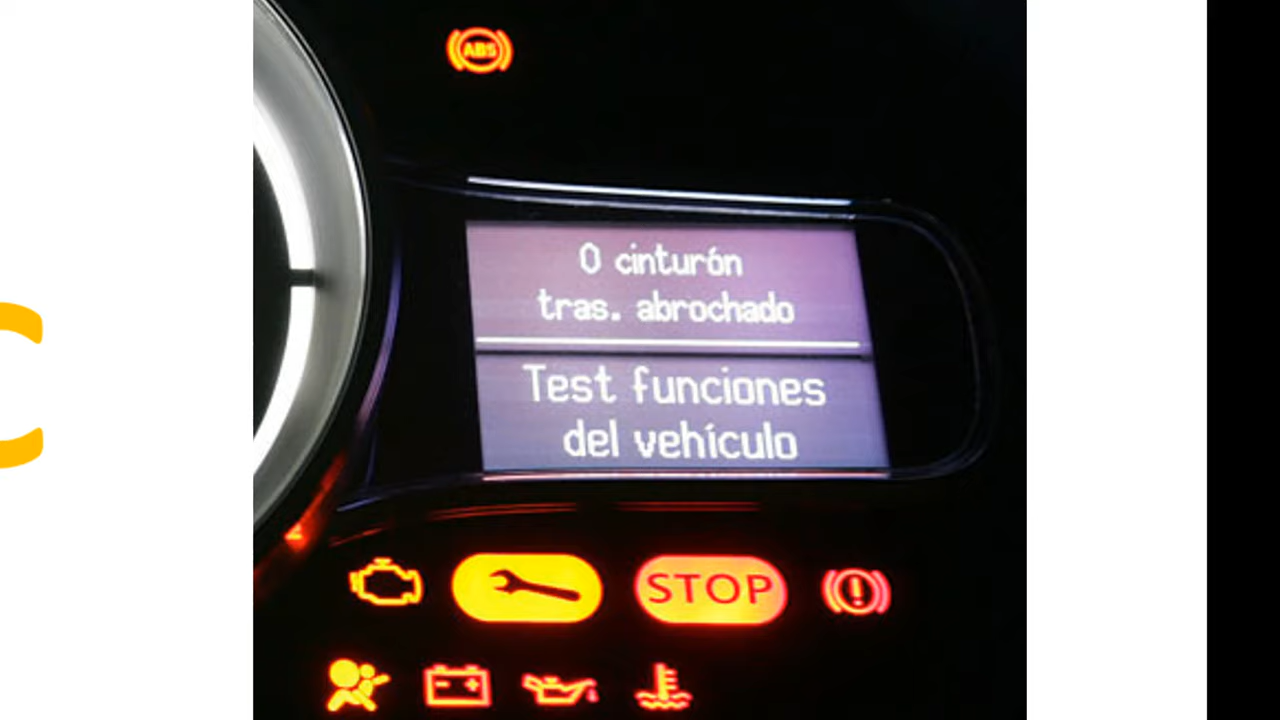 ABS
0 cinturón
tras. abrochado
Test funciones
del vehículo
STOP